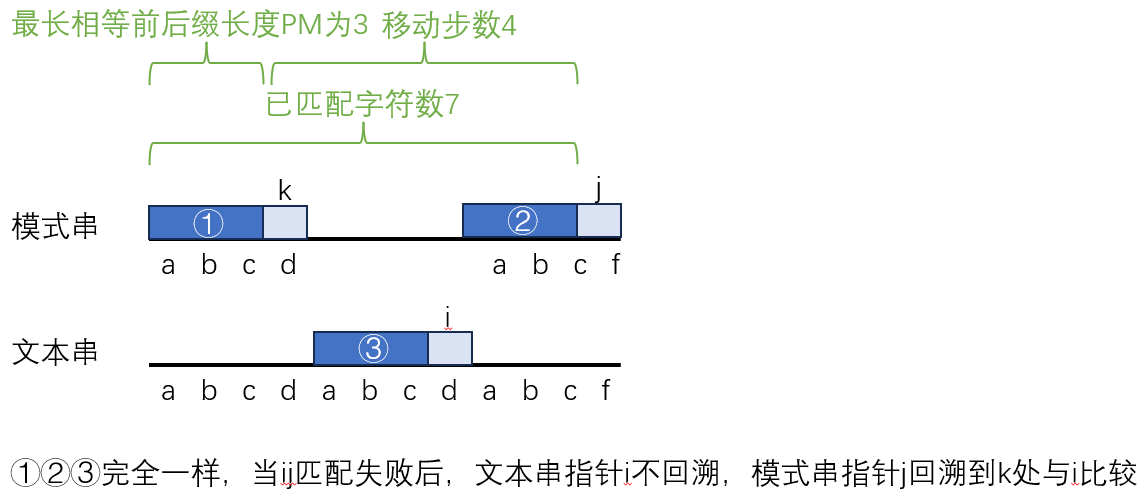 最长相等前后缀长度PM为3 移动步数4
已匹配字符数7
k
j
模式串
① ②
a b c d a b c f
i
文本串
③
a b c d a b c d a b c f
①②③完全一样，当ij匹配失败后，文本串指针i不回溯，模式串指针j回溯到k处与i比较